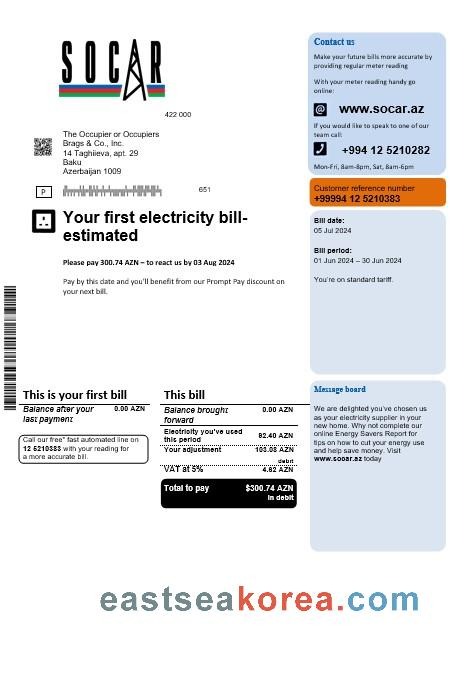 SOCAR
422 000
The Occupier or Occupiers
Brags & Co., Inc.
14 Taghiieva, apt. 29
Baku
Azerbaijan 1009
P
651
Your first electricity bill-
estimated
Please pay 300.74 AZN – to react us by 03 Aug 2024
Pay by this date and you'll benefit from our Prompt Pay discount on
your next bill.
This is your first bill
Balance after your 0.00 AZN
last payment
Call our free* fast automated line on
12 5210383 with your reading for
a more accurate bill.
This bill
Balance brought 0.00 AZN
forward
Electricity you've used
this period 82.40 AZN
Your adjustment 103.08 AZN
debit
VAT at 5% 4.62 AZN
Total to pay $300.74 AZN
in debit
Contact us
Make your future bills more accurate by
providing regular meter reading
With your meter reading handy go
online:
@ www.socar.az
If you would like to speak to one of our
team call:
+994 12 5210282
Mon-Fri, 8am-8pm, Sat, 8am-6pm
Customer reference number
+99994 12 5210383
Bill date:
05 Jul 2024
Bill period:
01 Jun 2024 – 30 Jun 2024
You're on standard tariff.
Message board
We are delighted you've chosen us
as your electricity supplier in your
new home. Why not complete our
online Energy Savers Report for
tips on how to cut your energy use
and help save money. Visit
www.socar.az today
eastseakorea.com